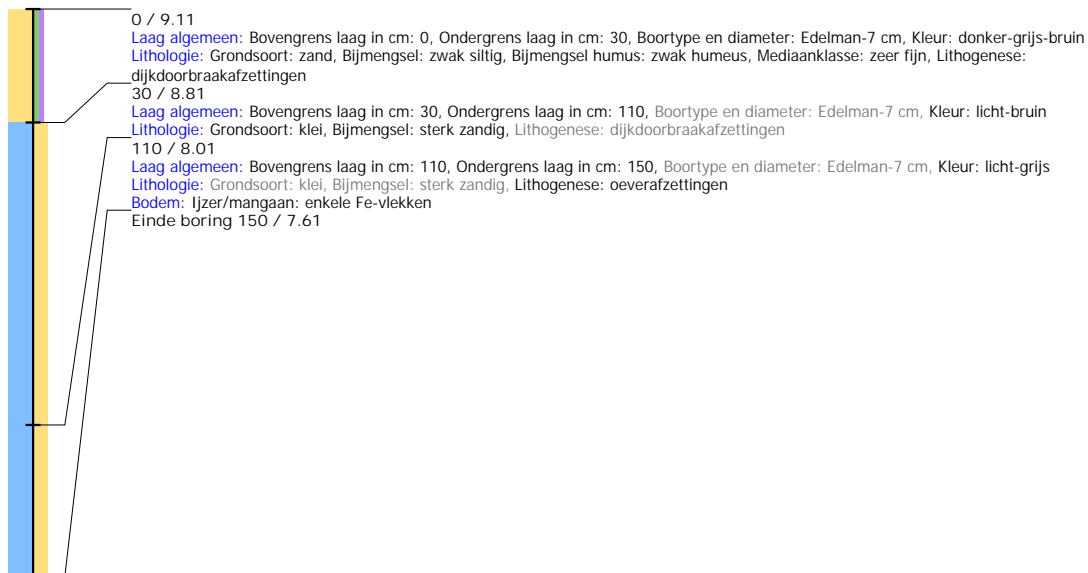 0 / 9.11
Laag algemeen: Bovengrens laag in cm: 0, Ondergrens laag in cm: 30, Boortype en diameter: Edelman-7 cm, Kleur: donker-grijs-bruin
Lithologie: Grondsoort: zand, Bijmengsel: zwak siltig, Bijmengsel humus: zwak humeus, Mediaanklasse: zeer fijn, Lithogenese:
dijkdoorbraakafzettingen
30 / 8.81
Laag algemeen: Bovengrens laag in cm: 30, Ondergrens laag in cm: 110, Boortype en diameter: Edelman-7 cm, Kleur: licht-bruin
Lithologie: Grondsoort: klei, Bijmengsel: sterk zandig, Lithogenese: dijkdoorbraakafzettingen
110 / 8.01
Laag algemeen: Bovengrens laag in cm: 110, Ondergrens laag in cm: 150, Boortype en diameter: Edelman-7 cm, Kleur: licht-grijs
Lithologie: Grondsoort: klei, Bijmengsel: sterk zandig, Lithogenese: oeverafzettingen
Bodem: Ijzer/mangaan: enkele Fe-vlekken
Einde boring 150 / 7.61